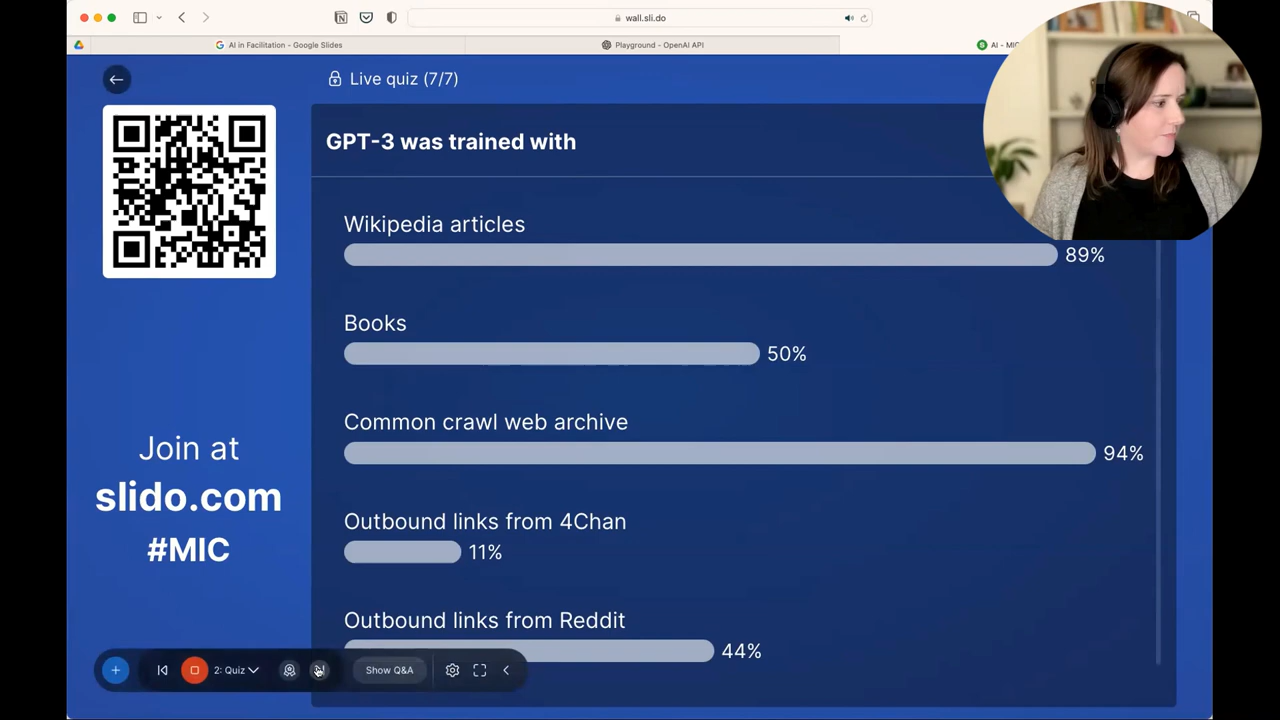 wall.sli.do
AI in Facilitation - Google Slides
Playground - OpenAI API
AI - MIC
Live quiz (7/7)
GPT-3 was trained with
Wikipedia articles
89%
Books
50%
Common crawl web archive
94%
Outbound links from 4Chan
11%
Outbound links from Reddit
44%
Join at
slido.com
#MIC
2: Quiz
Show Q&A